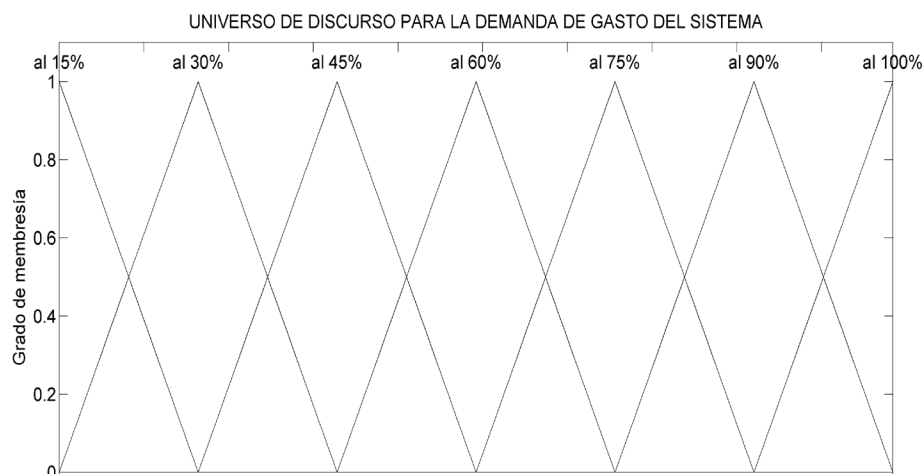 UNIVERSO DE DISCURSO PARA LA DEMANDA DE GASTO DEL SISTEMA
al 15% al 30% al 45% al 60% al 75% al 90% al 100%
1
0.8
0.6
0.4
0.2
0
Grado de membresía